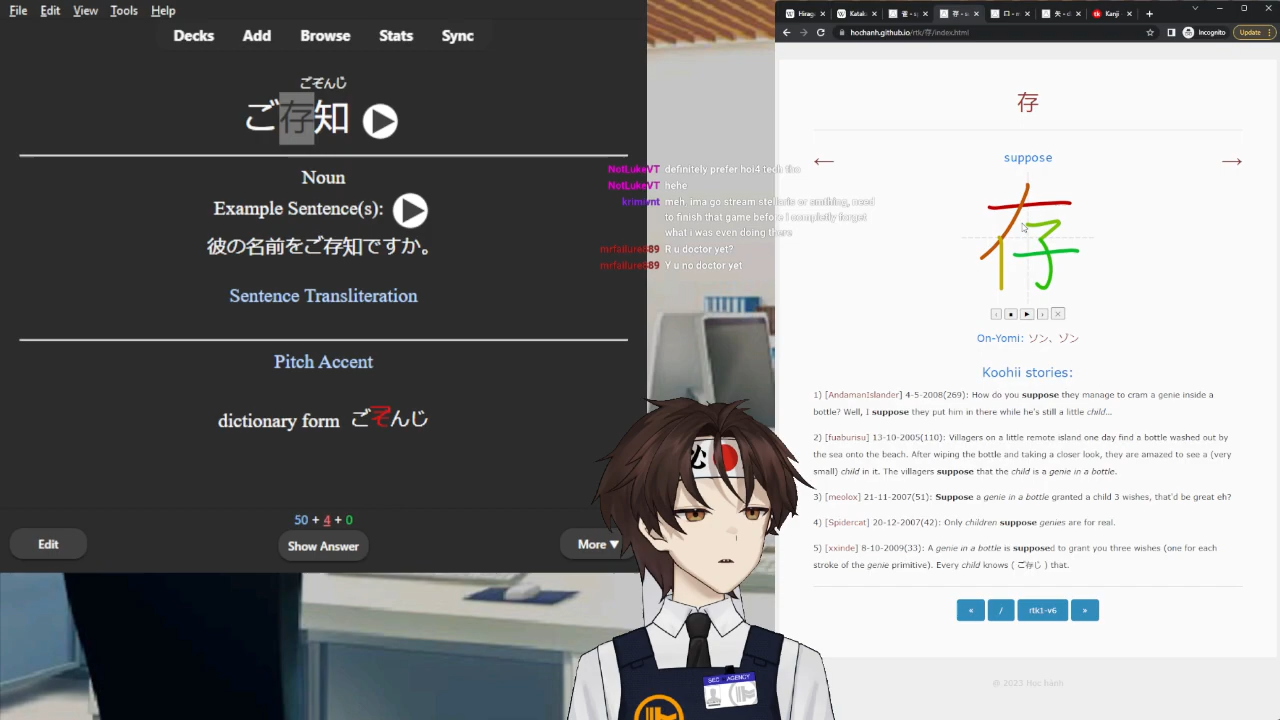 File Edit View Tools Help
Decks Add Browse Stats Sync
ごぞんじ
ご存知
Noun
Example Sentence(s):
彼の名前をご存知ですか。
Sentence Transliteration
Pitch Accent
dictionary form ごぞんじ
50 + 4 + 0
Edit
Show Answer
More ▼
NotLukeVT definitely prefer hoi4 tech tho
NotLukeVT hehe
meh ima go stream stellaris or amthing, need
to finish that game before i completly forget
what i was even doing there
R u doctor yet?
Y u no doctor yet
SEC AGENCY
Hirag
Katak
Kanji
hochanh.github.io/rtk/存/index.html
Incognito
Update
存
← suppose →
存
On-Yomi: ソン、ゾン
Koohii stories:
1) [AndamanIslander] 4-5-2008(269): How do you suppose they manage to cram a genie inside a
bottle? Well, I suppose they put him in there while he's still a little child...
2) [fuaburisu] 13-10-2005(110): Villagers on a little remote island one day find a bottle washed out by
the sea onto the beach. After wiping the bottle and taking a closer look, they are amazed to see a (very
small) child in it. The villagers suppose that the child is a genie in a bottle.
3) [meolox] 21-11-2007(51): Suppose a genie in a bottle granted a child 3 wishes, that'd be great eh?
4) [Spidercat] 20-12-2007(42): Only children suppose genies are for real.
5) [xxinde] 8-10-2009(33): A genie in a bottle is supposed to grant you three wishes (one for each
stroke of the genie primitive). Every child knows ( ご存じ ) that.
« / rtk1-v6 »
© 2023 Hoc hanh